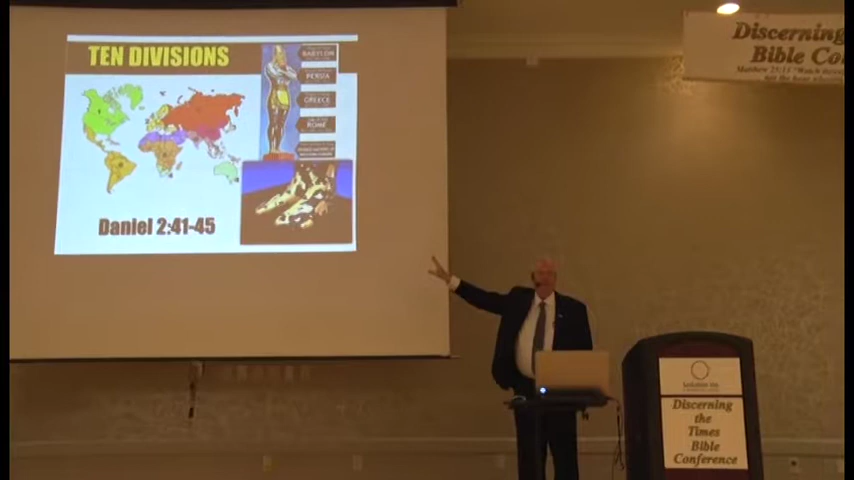 TEN DIVISIONS
BABYLON
PERSIA
GREECE
ROME
Daniel 2:41-45
Discerning
Bible Co
Discerning
the
Times
Bible
Conference